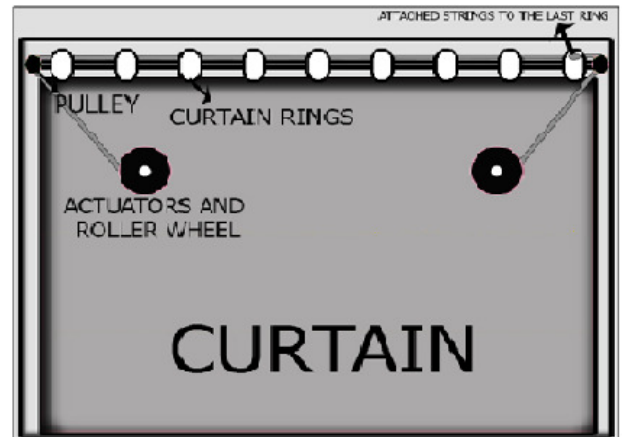 ATTACHED STRINGS TO THE LAST RING
PULLEY
CURTAIN RINGS
ACTUATORS AND
ROLLER WHEEL
CURTAIN